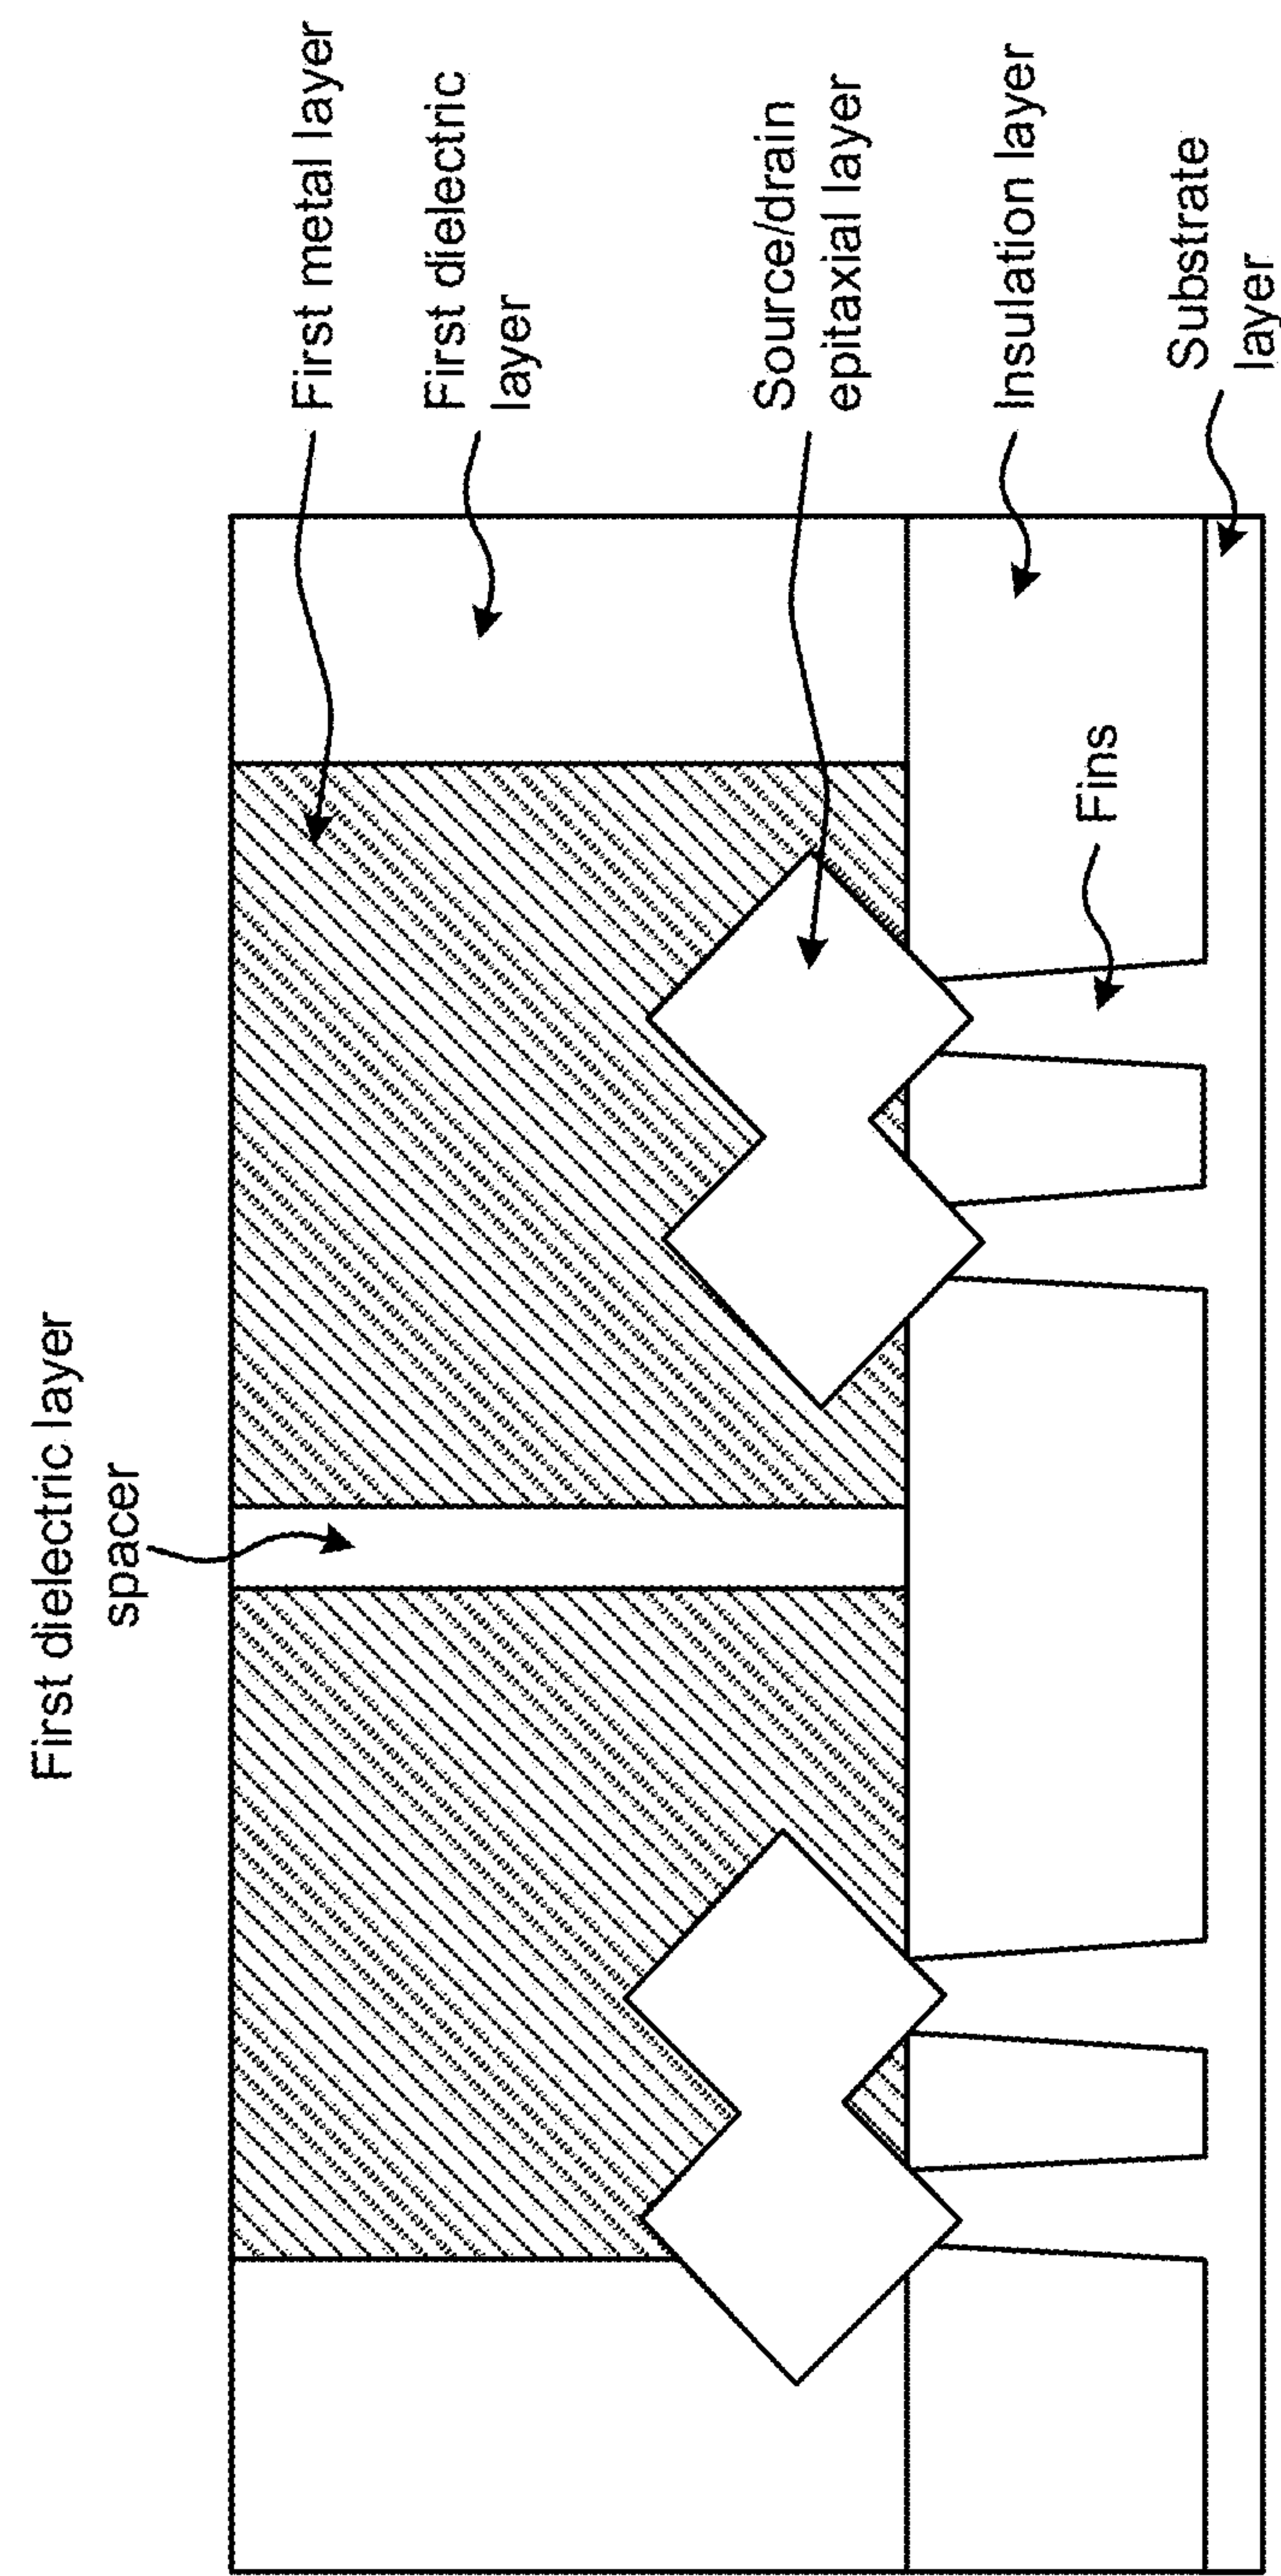 First dielectric layer
spacer
First metal layer
First dielectric
layer
Source/drain
epitaxial layer
Insulation layer
Fins
Substrate
layer